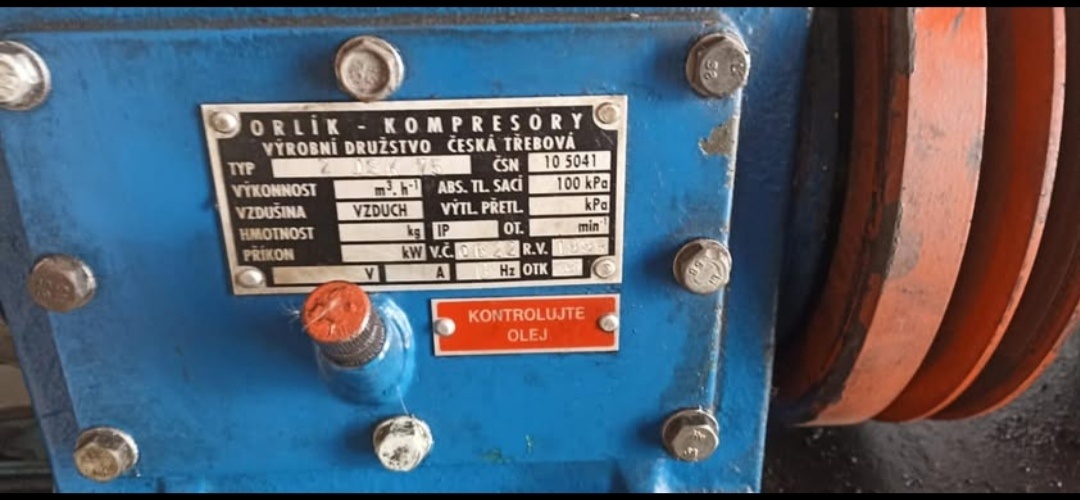 ORLÍK - KOMPRESORY
VÝROBNÍ DRUŽSTVO ČESKÁ TŘEBOVÁ
TYP ČSN 10 5041
VÝKONNOST m³. h⁻¹ ABS. TL. SACÍ 100 kPa
VZDUŠINA VZDUCH VÝTL. PŘETL. kPa
HMOTNOST kg IP OT. min⁻¹
PŘÍKON kW V.Č. R.V.
V A Hz OTK
KONTROLUJTE
OLEJ